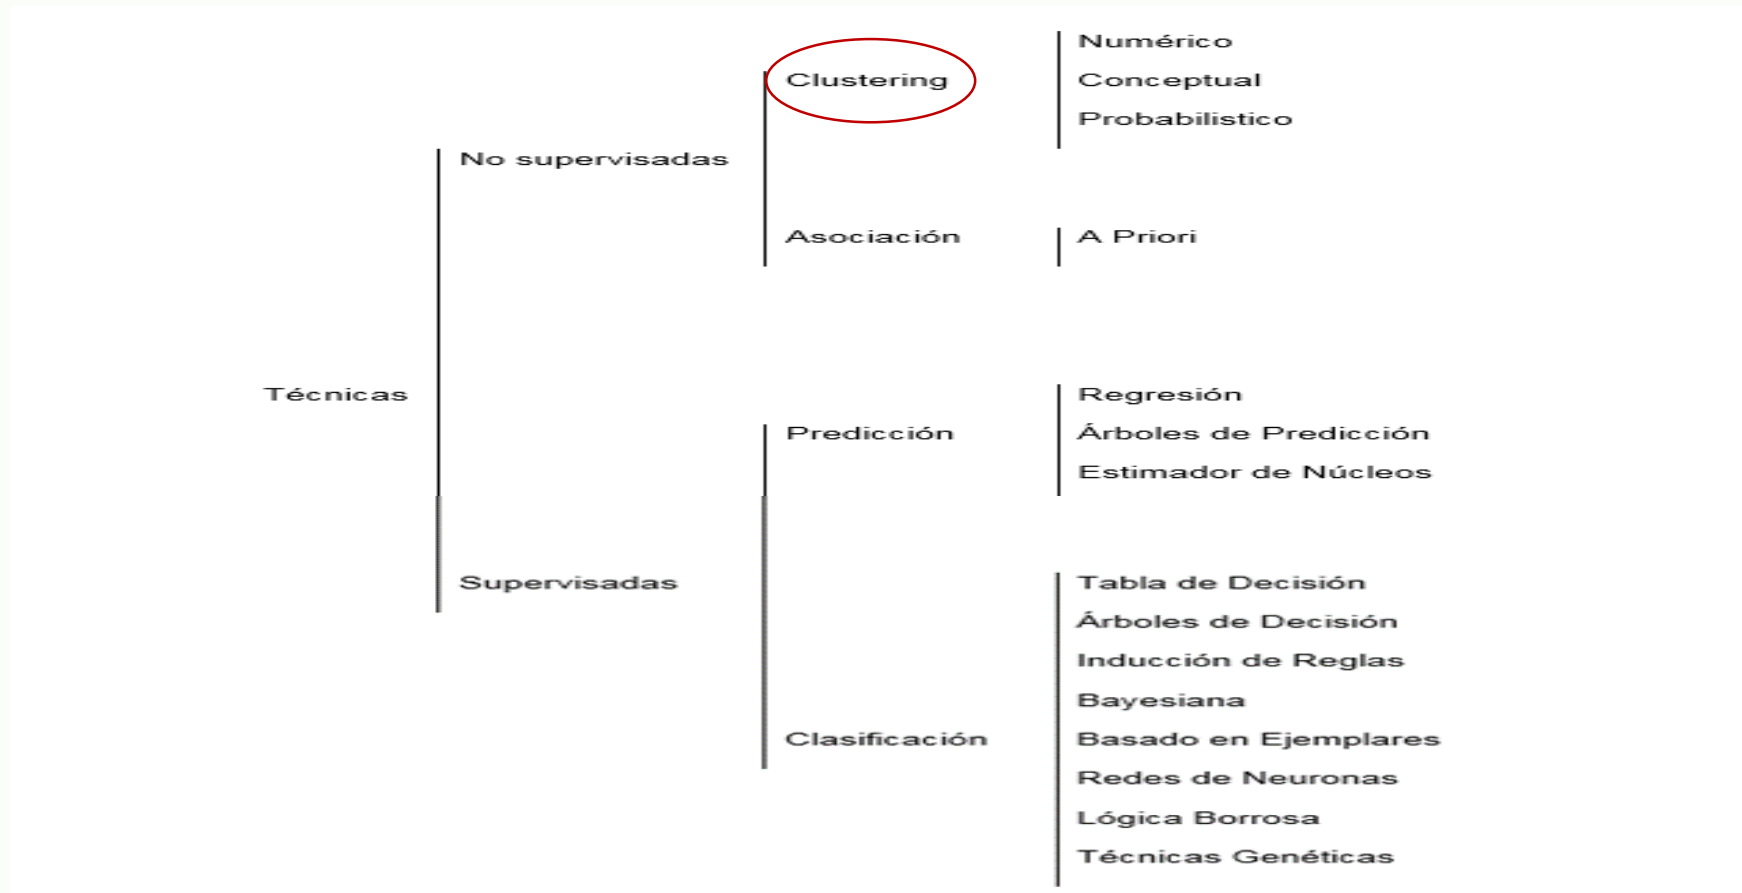 Numérico
Clustering Conceptual
Probabilistico
No supervisadas
Asociación A Priori
Técnicas Regresión
Predicción Árboles de Predicción
Estimador de Núcleos
Supervisadas Tabla de Decisión
Árboles de Decisión
Inducción de Reglas
Bayesiana
Clasificación Basado en Ejemplares
Redes de Neuronas
Lógica Borrosa
Técnicas Genéticas